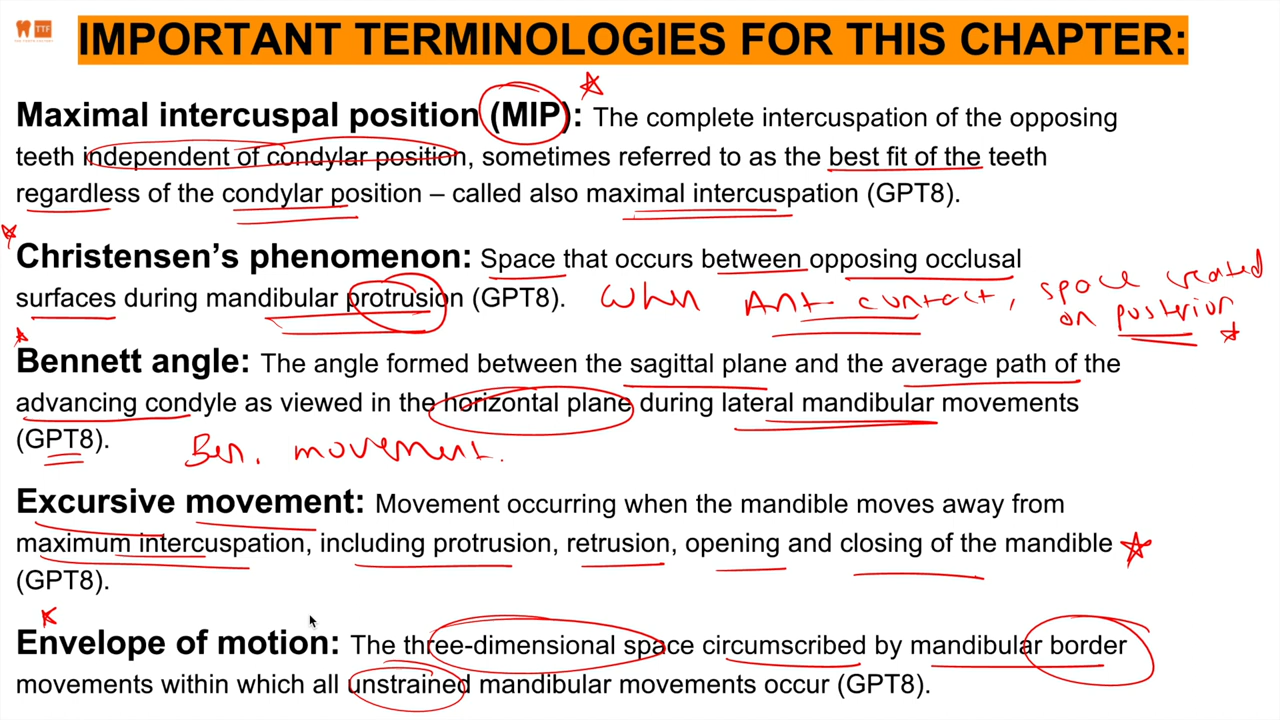 TTF
IMPORTANT TERMINOLOGIES FOR THIS CHAPTER:
Maximal intercuspal position (MIP): The complete intercuspation of the opposing
teeth independent of condylar position, sometimes referred to as the best fit of the teeth
regardless of the condylar position – called also maximal intercuspation (GPT8).
Christensen’s phenomenon: Space that occurs between opposing occlusal
surfaces during mandibular protrusion (GPT8). When Ant contact, space created
on posterior
Bennett angle: The angle formed between the sagittal plane and the average path of the
advancing condyle as viewed in the horizontal plane during lateral mandibular movements
(GPT8). Ben. movement.
Excursive movement: Movement occurring when the mandible moves away from
maximum intercuspation, including protrusion, retrusion, opening and closing of the mandible
(GPT8).
Envelope of motion: The three-dimensional space circumscribed by mandibular border
movements within which all unstrained mandibular movements occur (GPT8).